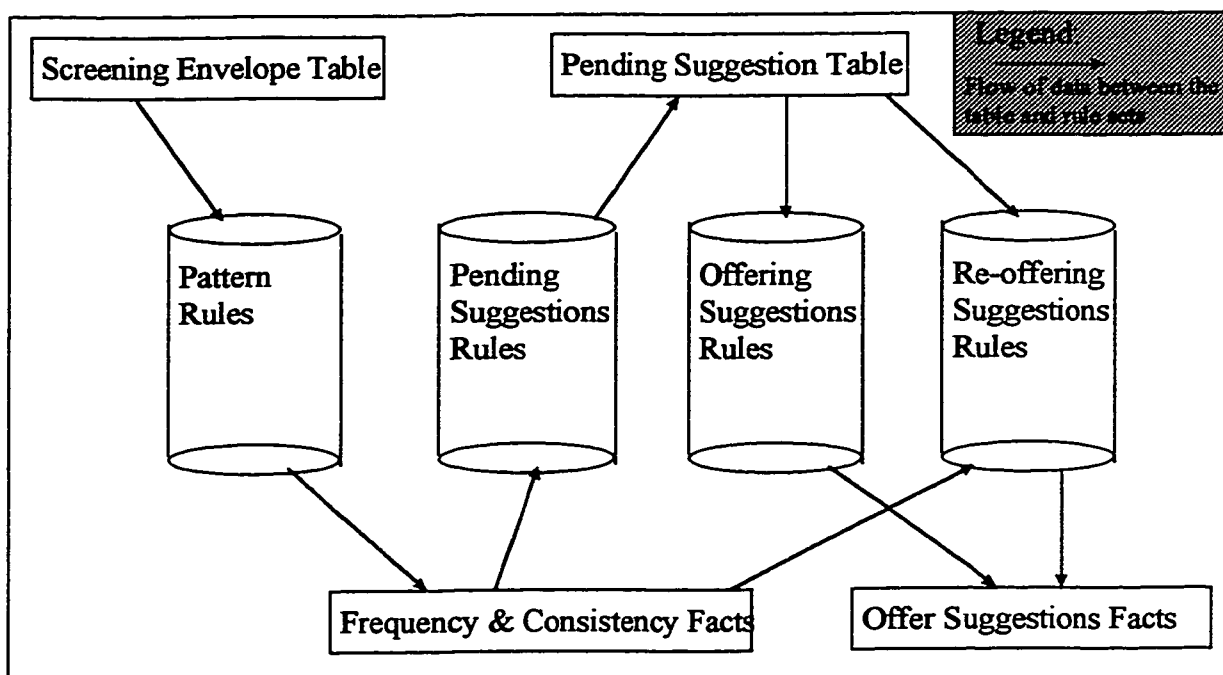 Screening Envelope Table
Pending Suggestion Table
Legend:
Flow of data between the
table and rule sets
Pattern
Rules
Pending
Suggestions
Rules
Offering
Suggestions
Rules
Re-offering
Suggestions
Rules
Frequency & Consistency Facts
Offer Suggestions Facts